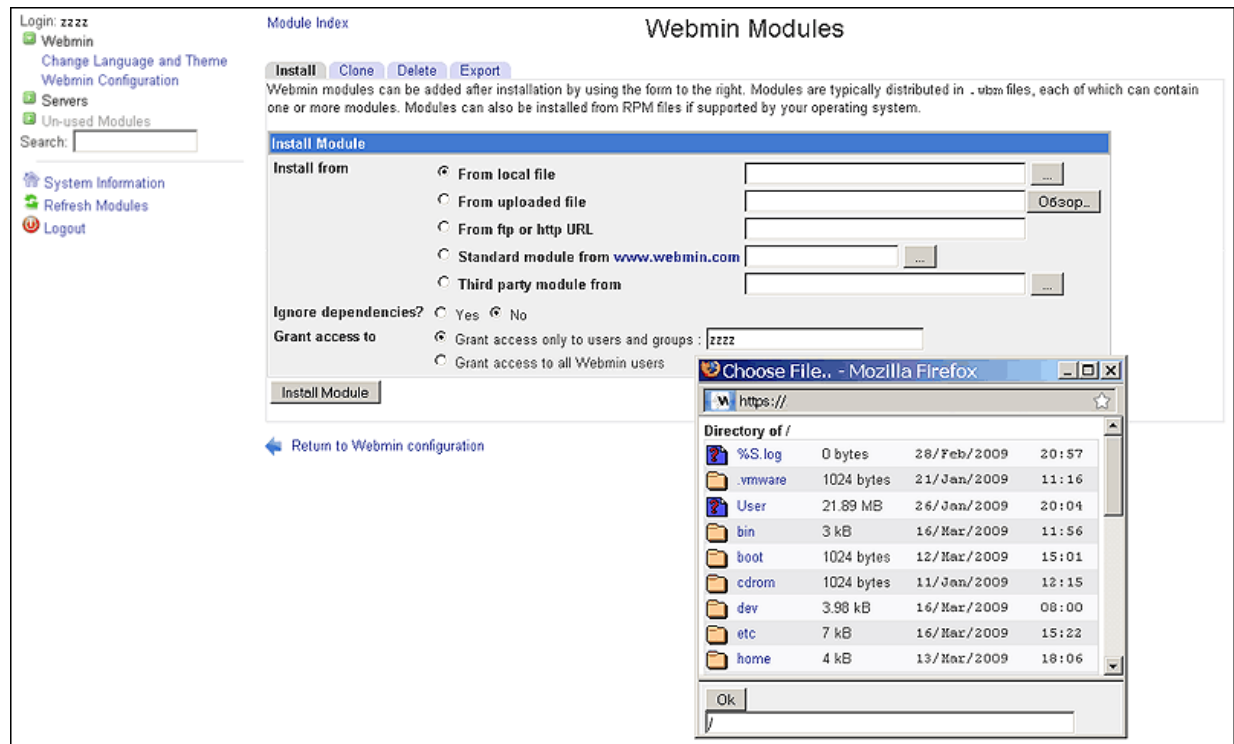 Login: zzzz
Webmin
Change Language and Theme
Webmin Configuration
Servers
Un-used Modules
Search:
System Information
Refresh Modules
Logout
Module Index
Webmin Modules
Install Clone Delete Export
Webmin modules can be added after installation by using the form to the right. Modules are typically distributed in .wbm files, each of which can contain
one or more modules. Modules can also be installed from RPM files if supported by your operating system.
Install Module
Install from
From local file ...
From uploaded file Обзор...
From ftp or http URL
Standard module from www.webmin.com ...
Third party module from ...
Ignore dependencies? Yes No
Grant access to Grant access only to users and groups : zzzz
Grant access to all Webmin users
Install Module
Return to Webmin configuration
Choose File.. - Mozilla Firefox
https://
Directory of /
%S.log 0 bytes 28/Feb/2009 20:57
.vmware 1024 bytes 21/Jan/2009 11:16
User 21.89 MB 26/Jan/2009 20:04
bin 3 kB 16/Mar/2009 11:56
boot 1024 bytes 12/Mar/2009 15:01
cdrom 1024 bytes 11/Jan/2009 12:15
dev 3.98 kB 16/Mar/2009 08:00
etc 7 kB 16/Mar/2009 15:22
home 4 kB 13/Mar/2009 18:06
Ok
/